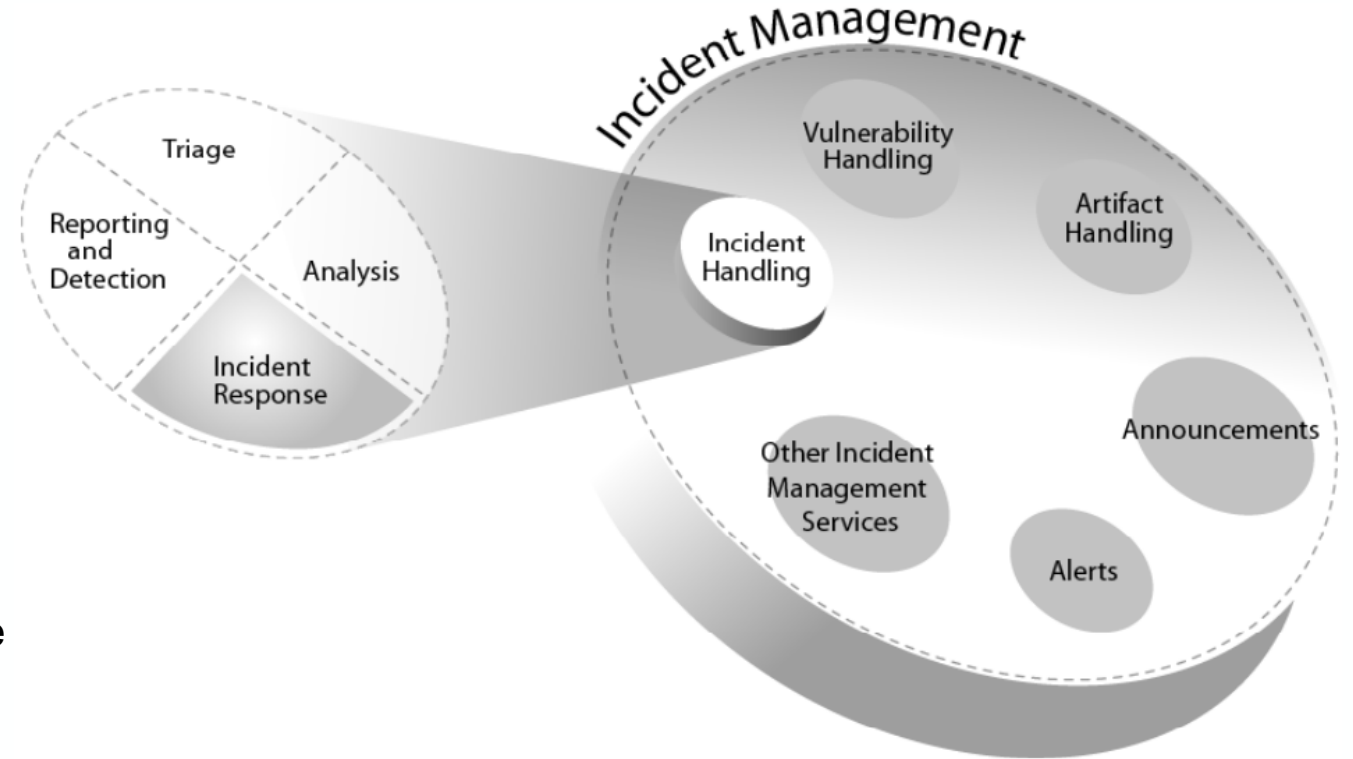 Incident Management
Triage
Reporting
and
Detection
Analysis
Incident
Response
Incident
Handling
Vulnerability
Handling
Artifact
Handling
Announcements
Other Incident
Management
Services
Alerts
e